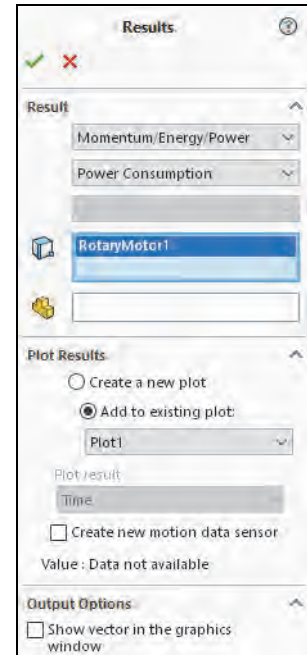 Results
Result
Momentum/Energy/Power
Power Consumption
RotaryMotor1
Plot Results
Create a new plot
Add to existing plot:
Plot1
Plot result
Time
Create new motion data sensor
Value : Data not available
Output Options
Show vector in the graphics
window